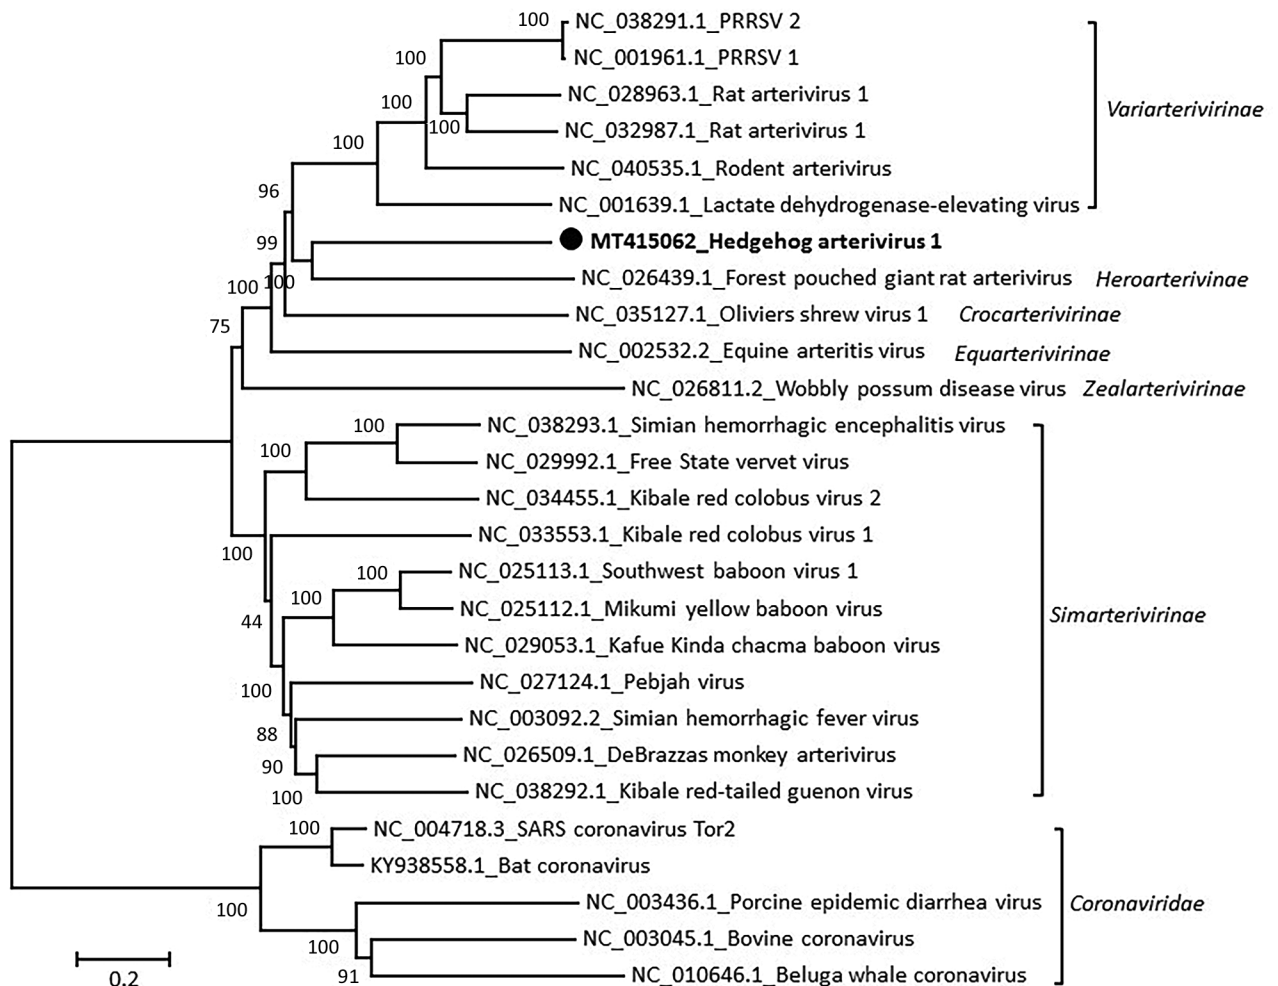 100
NC_038291.1_PRRSV 2
100
NC_001961.1_PRRSV 1
100
NC_028963.1_Rat arterivirus 1
Variarterivirinae
100
NC_032987.1_Rat arterivirus 1
100
NC_040535.1_Rodent arterivirus
96
NC_001639.1_Lactate dehydrogenase-elevating virus
99
MT415062_Hedgehog arterivirus 1
100
100
NC_026439.1_Forest pouched giant rat arterivirus
Heroarterivinae
75
NC_035127.1_Oliviers shrew virus 1
Crocarterivirinae
NC_002532.2_Equine arteritis virus
Equarterivirinae
NC_026811.2_Wobbly possum disease virus
Zealarterivirinae
100
NC_038293.1_Simian hemorrhagic encephalitis virus
100
NC_029992.1_Free State vervet virus
NC_034455.1_Kibale red colobus virus 2
100
NC_033553.1_Kibale red colobus virus 1
100
NC_025113.1_Southwest baboon virus 1
100
NC_025112.1_Mikumi yellow baboon virus
Simarterivirinae
44
NC_029053.1_Kafue Kinda chacma baboon virus
100
NC_027124.1_Pebjah virus
88
NC_003092.2_Simian hemorrhagic fever virus
90
NC_026509.1_DeBrazzas monkey arterivirus
100
NC_038292.1_Kibale red-tailed guenon virus
100
NC_004718.3_SARS coronavirus Tor2
KY938558.1_Bat coronavirus
100
NC_003436.1_Porcine epidemic diarrhea virus
Coronaviridae
100
NC_003045.1_Bovine coronavirus
91
NC_010646.1_Beluga whale coronavirus
0.2